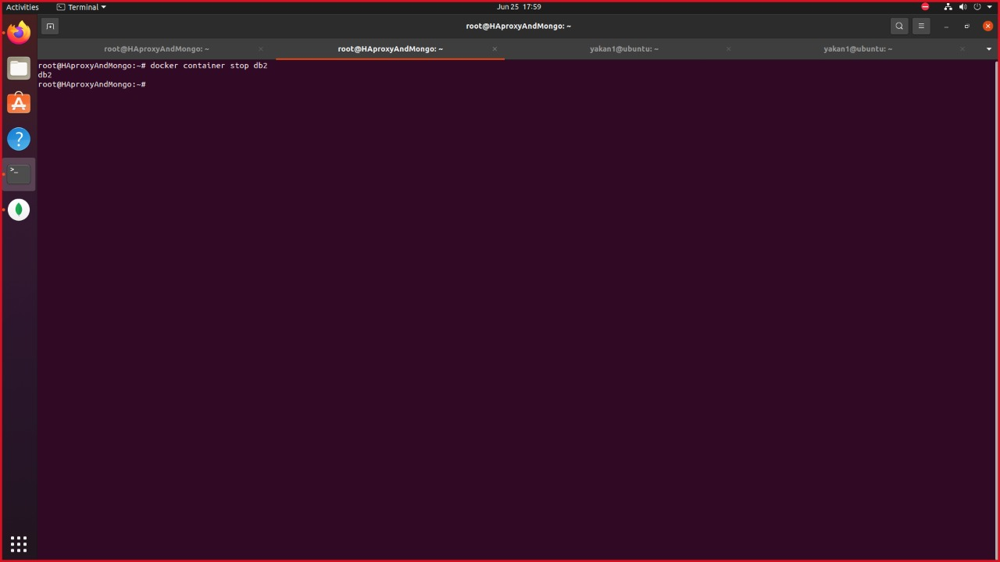 Activities Terminal Jun 25 17:59
root@HAproxyAndMongo: ~
root@HAproxyAndMongo: ~ root@HAproxyAndMongo: ~ yakan1@ubuntu: ~ yakan1@ubuntu: ~
root@HAproxyAndMongo:~# docker container stop db2
db2
root@HAproxyAndMongo:~#